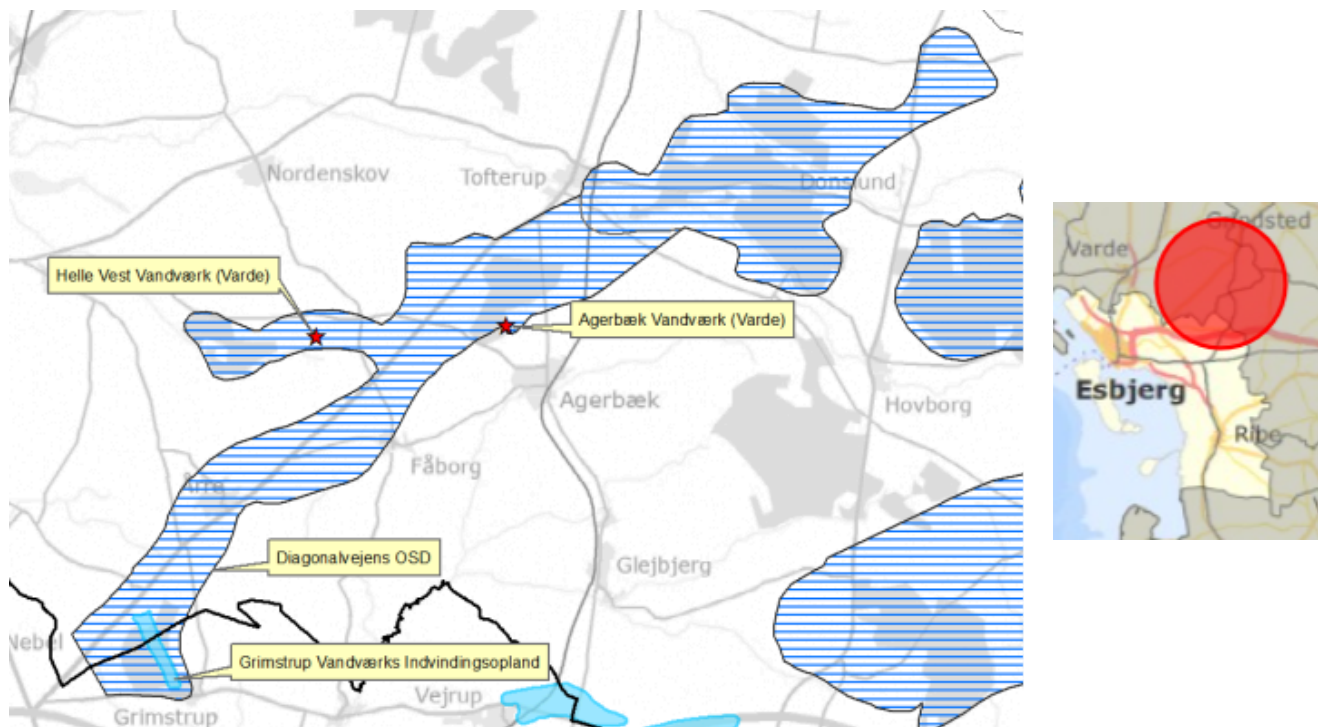 Nordenskov
Tofterup
Donslund
Helle Vest Vandværk (Varde)
Agerbæk Vandværk (Varde)
Agerbæk
Hovborg
Fåborg
Årre
Diagonalvejens OSD
Glejbjerg
Nebel
Grimstrup Vandværks Indvindingsopland
Vejrup
Grimstrup
Grindsted
Varde
Esbjerg
Ribe